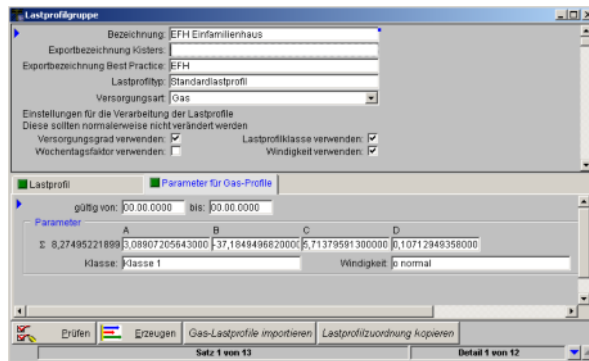 Lastprofilgruppe
Bezeichnung: EFH Einfamilienhaus
Exportbezeichnung Kisters:
Exportbezeichnung Best Practice: EFH
Lastprofiltyp: Standardlastprofil
Versorgungsart: Gas
Einstellungen für die Verarbeitung der Lastprofile
Diese sollten normalerweise nicht verändert werden
Versorgungsgrad verwenden: Lastprofilklasse verwenden:
Wochentagsfaktor verwenden: Windigkeit verwenden:
Lastprofil Parameter für Gas-Profile
gültig von: 00.00.0000 bis: 00.00.0000
Parameter
A B C D
Σ 8,27495221899 3,08907205643000 -37,1849496820000 5,71379591300000 0,10712949358000
Klasse: Klasse 1 Windigkeit: o normal
Prüfen Erzeugen Gas-Lastprofile importieren Lastprofilzuordnung kopieren
Satz 1 von 13 Detail 1 von 12